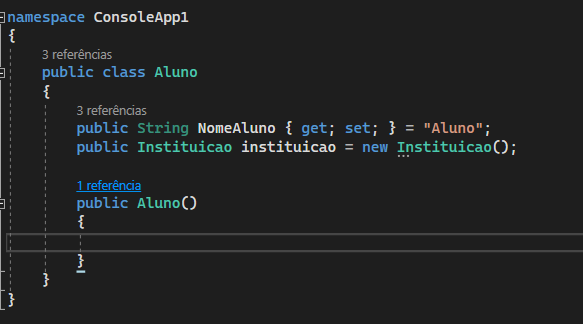 namespace ConsoleApp1
{
3 referências
public class Aluno
{
3 referências
public String NomeAluno { get; set; } = "Aluno";
public Instituicao instituicao = new Instituicao();
1 referência
public Aluno()
{
}
}
}